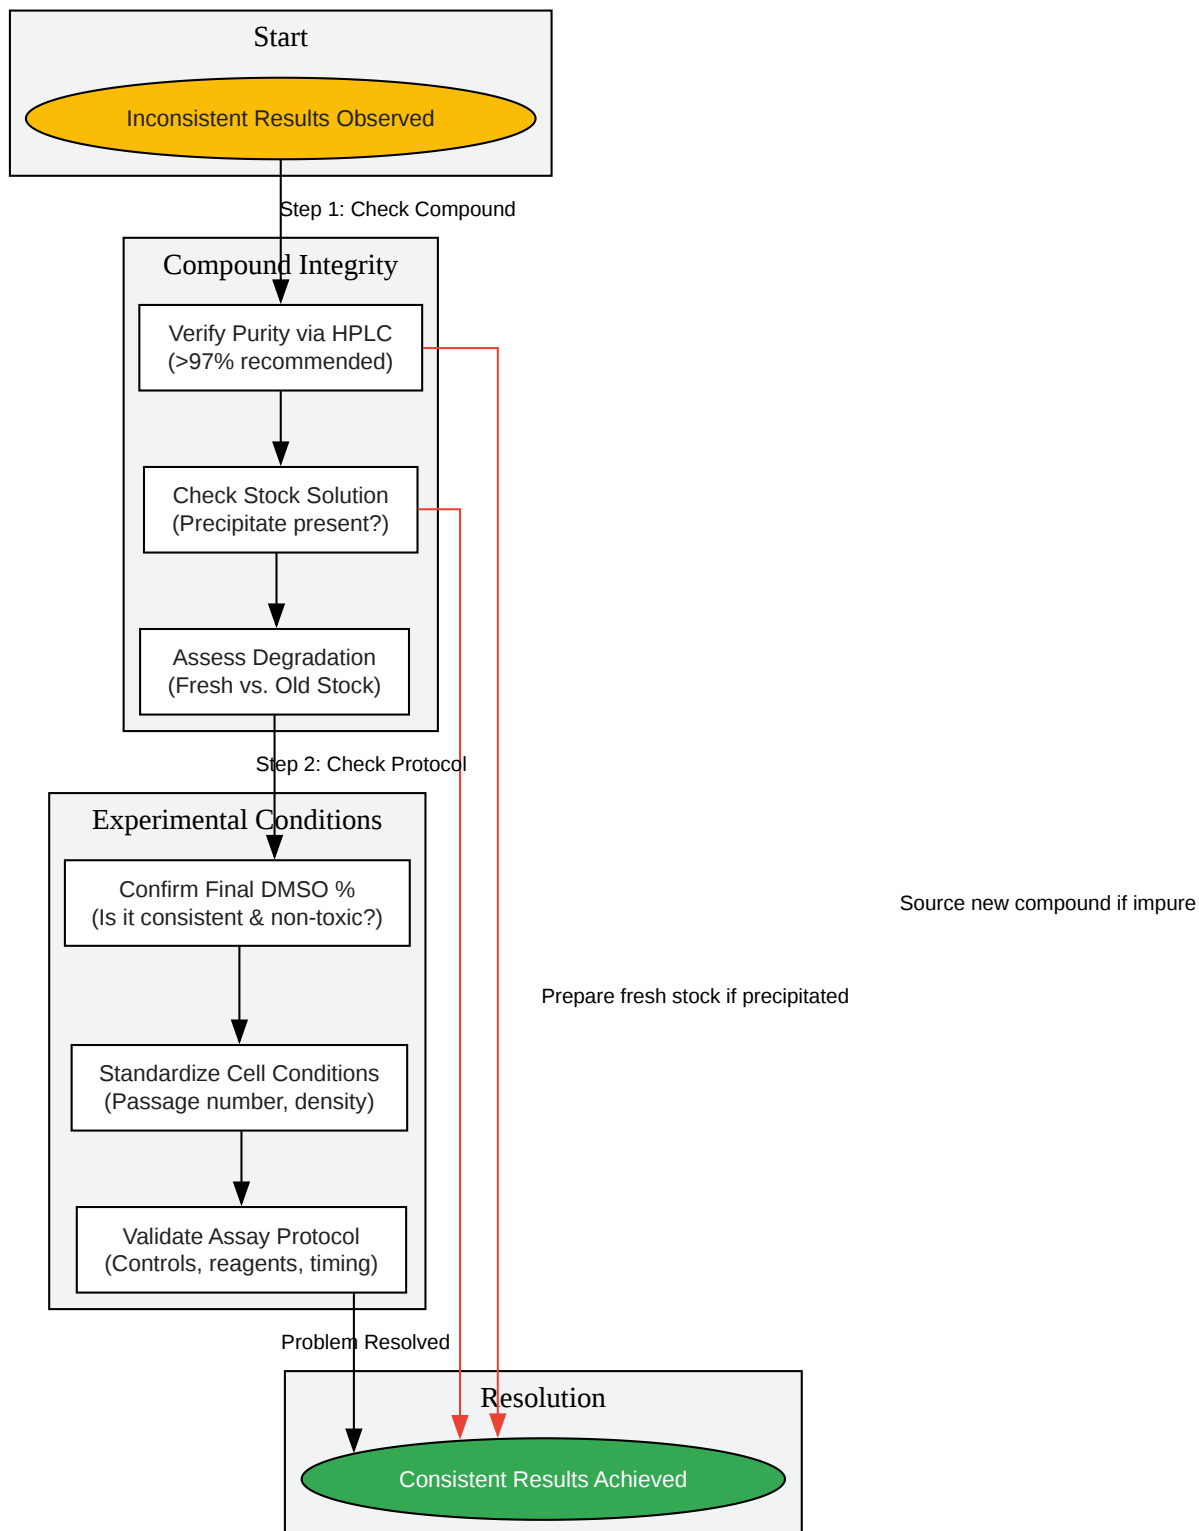 Start
Inconsistent Results Observed
Step 1: Check Compound
Compound Integrity
Verify Purity via HPLC
(>97% recommended)
Check Stock Solution
(Precipitate present?)
Assess Degradation
(Fresh vs. Old Stock)
Step 2: Check Protocol
Experimental Conditions
Confirm Final DMSO %
(Is it consistent & non-toxic?)
Source new compound if impure
Prepare fresh stock if precipitated
Standardize Cell Conditions
(Passage number, density)
Validate Assay Protocol
(Controls, reagents, timing)
Problem Resolved
Resolution
Consistent Results Achieved